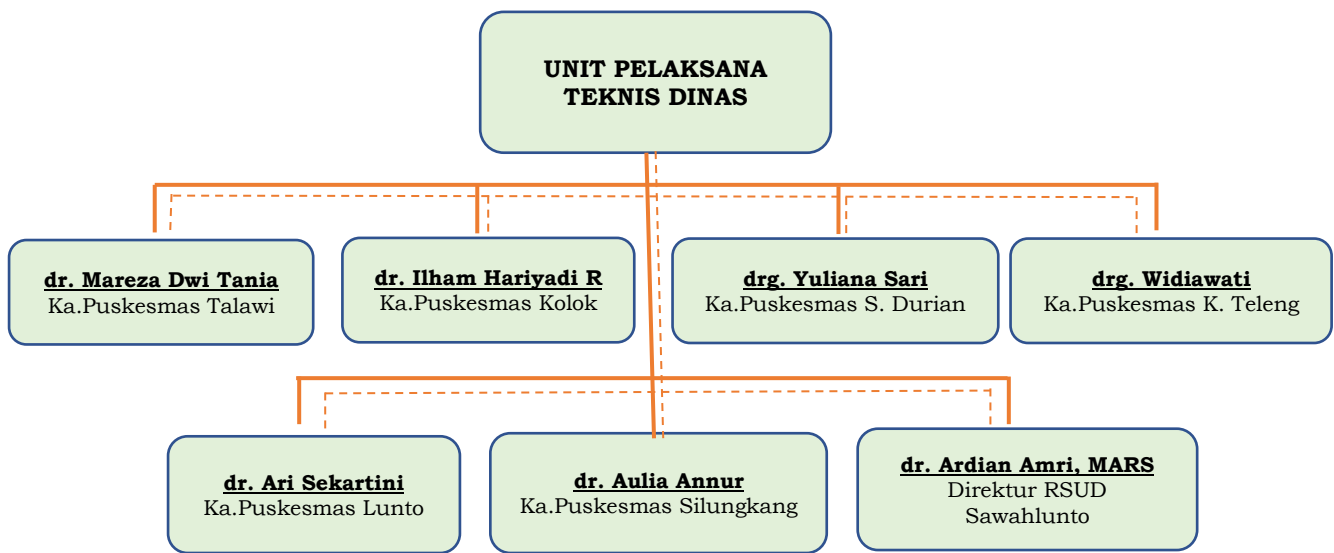 UNIT PELAKSANA
TEKNIS DINAS
dr. Mareza Dwi Tania
Ka.Puskesmas Talawi
dr. Ilham Hariyadi R
Ka.Puskesmas Kolok
drg. Yuliana Sari
Ka.Puskesmas S. Durian
drg. Widiawati
Ka.Puskesmas K. Teleng
dr. Ari Sekartini
Ka.Puskesmas Lunto
dr. Aulia Annur
Ka.Puskesmas Silungkang
dr. Ardian Amri, MARS
Direktur RSUD
Sawahlunto